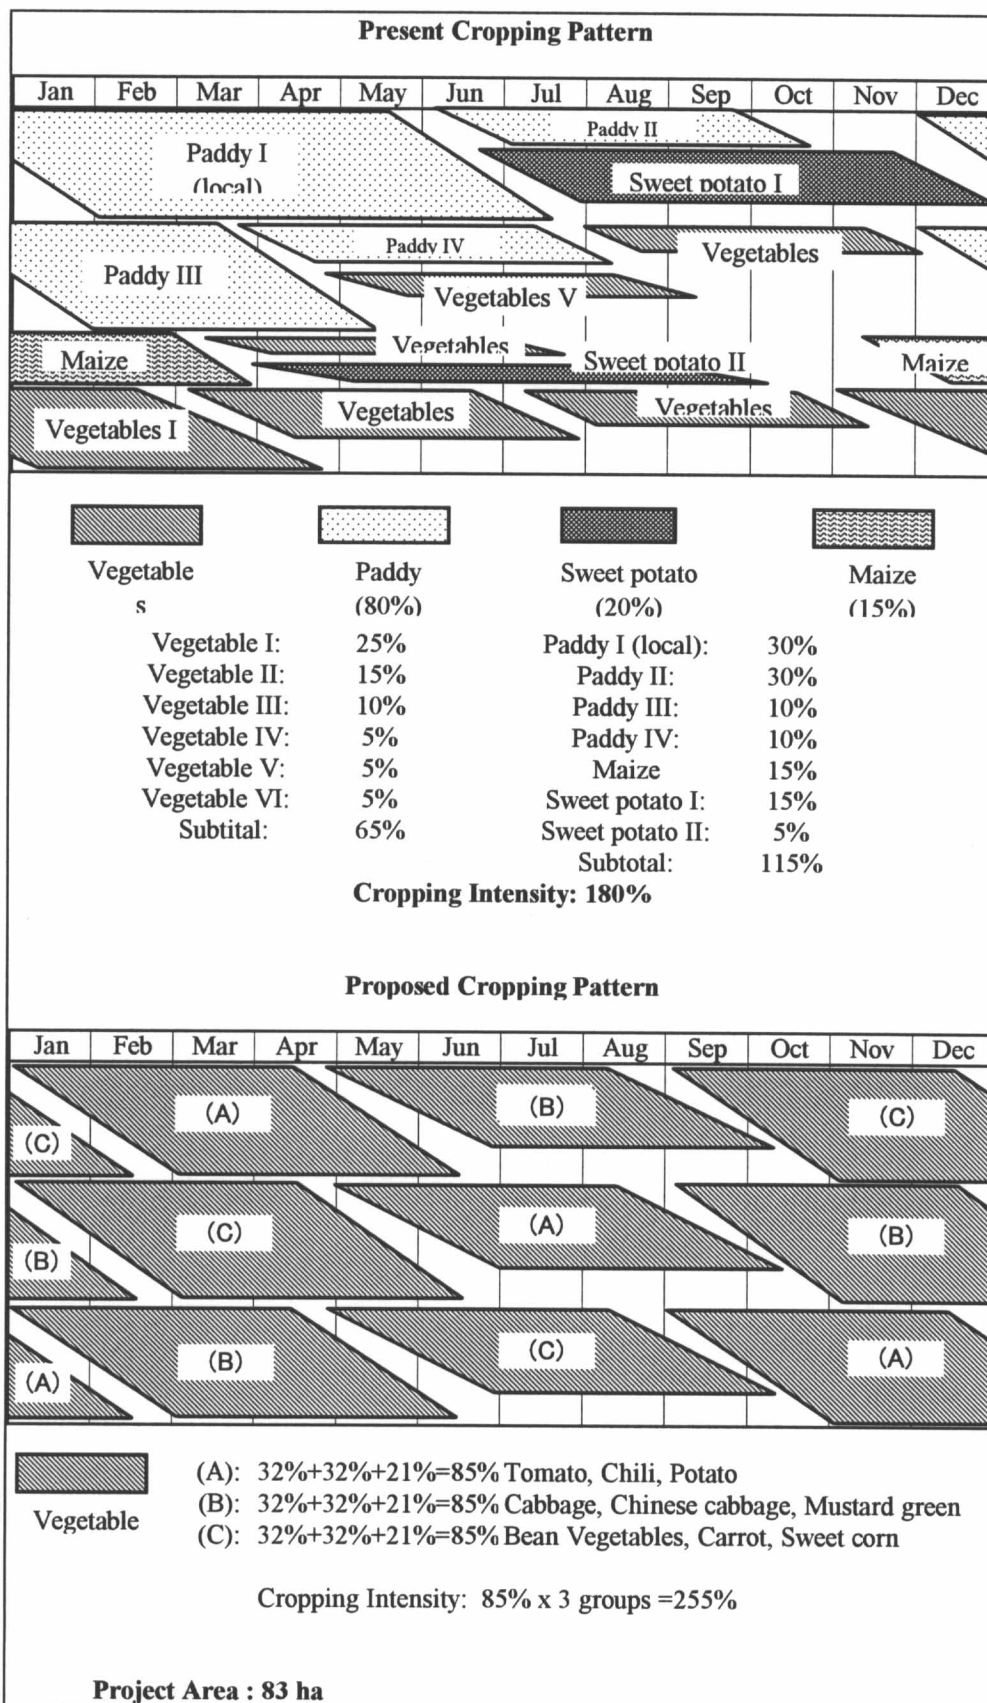 Present Cropping Pattern
Jan Feb Mar Apr May Jun Jul Aug Sep Oct Nov Dec
Paddy II
Paddy I
(local)
Sweet potato I
Paddy IV
Vegetables
Paddy III
Vegetables V
Vegetables
Maize
Sweet potato II
Maize
Vegetables
Vegetables
Vegetables I
Vegetable Paddy Sweet potato Maize
s (80%) (20%) (15%)
Vegetable I: 25% Paddy I (local): 30%
Vegetable II: 15% Paddy II: 30%
Vegetable III: 10% Paddy III: 10%
Vegetable IV: 5% Paddy IV: 10%
Vegetable V: 5% Maize 15%
Vegetable VI: 5% Sweet potato I: 15%
Subtital: 65% Sweet potato II: 5%
Subtotal: 115%
Cropping Intensity: 180%
Proposed Cropping Pattern
Jan Feb Mar Apr May Jun Jul Aug Sep Oct Nov Dec
(A) (B) (C)
(C)
(C) (A) (B)
(B)
(B) (C) (A)
(A)
(A): 32%+32%+21%=85% Tomato, Chili, Potato
(B): 32%+32%+21%=85% Cabbage, Chinese cabbage, Mustard green
Vegetable
(C): 32%+32%+21%=85% Bean Vegetables, Carrot, Sweet corn
Cropping Intensity: 85% x 3 groups =255%
Project Area : 83 ha